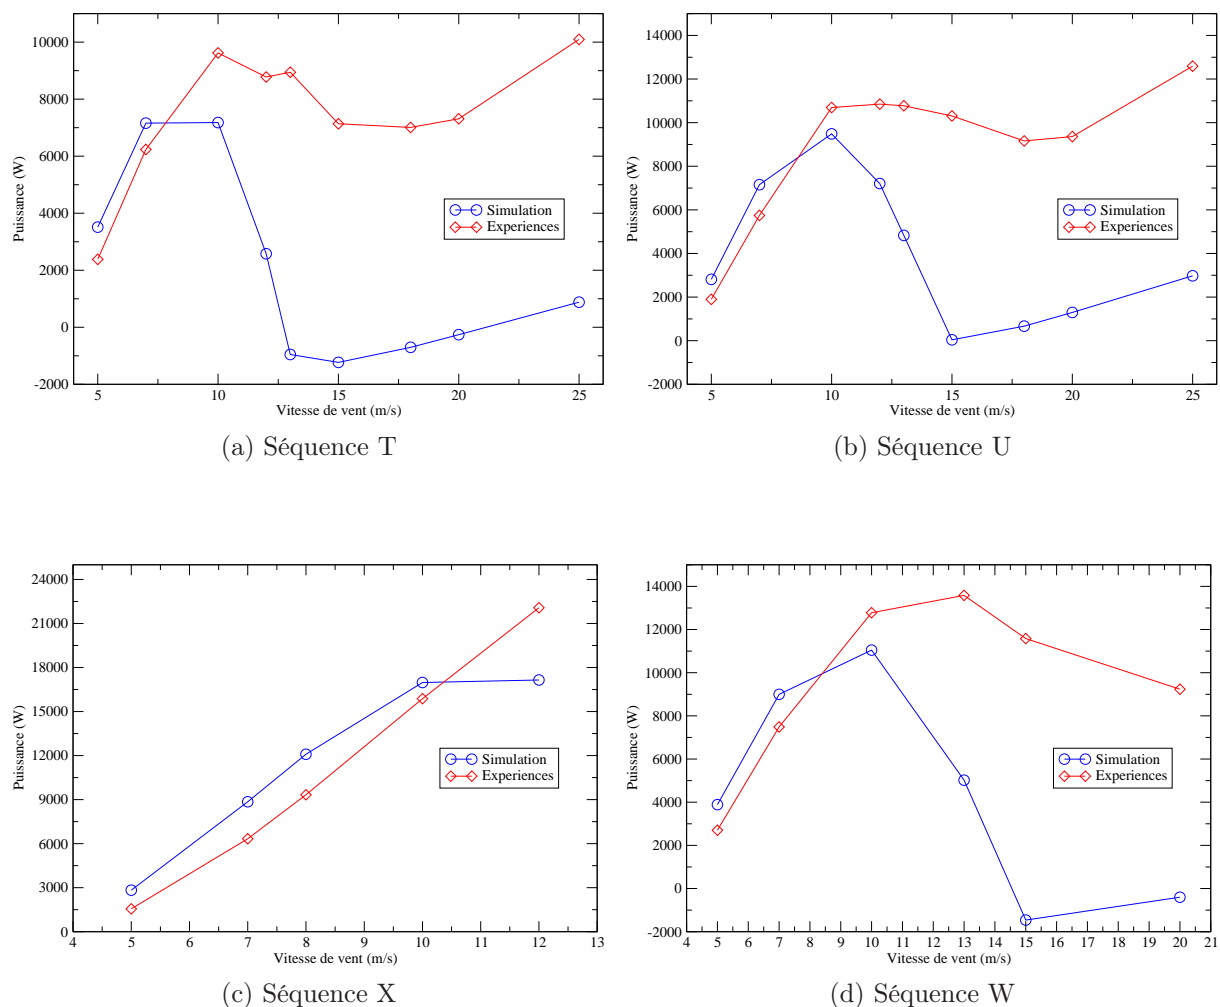 10000
8000
6000
4000
2000
0
-2000
Puissance (W)
5 10 15 20 25
Vitesse de vent (m/s)
Simulation
Experiences
(a) Séquence T
14000
12000
10000
8000
6000
4000
2000
0
-2000
Puissance (W)
5 10 15 20 25
Vitesse de vent (m/s)
Simulation
Experiences
(b) Séquence U
24000
21000
18000
15000
12000
9000
6000
3000
0
Puissance (W)
4 5 6 7 8 9 10 11 12 13
Vitesse de vent (m/s)
Simulation
Experiences
(c) Séquence X
14000
12000
10000
8000
6000
4000
2000
0
-2000
Puissance (W)
4 5 6 7 8 9 10 11 12 13 14 15 16 17 18 19 20 21
Vitesse de vent (m/s)
Simulation
Experiences
(d) Séquence W